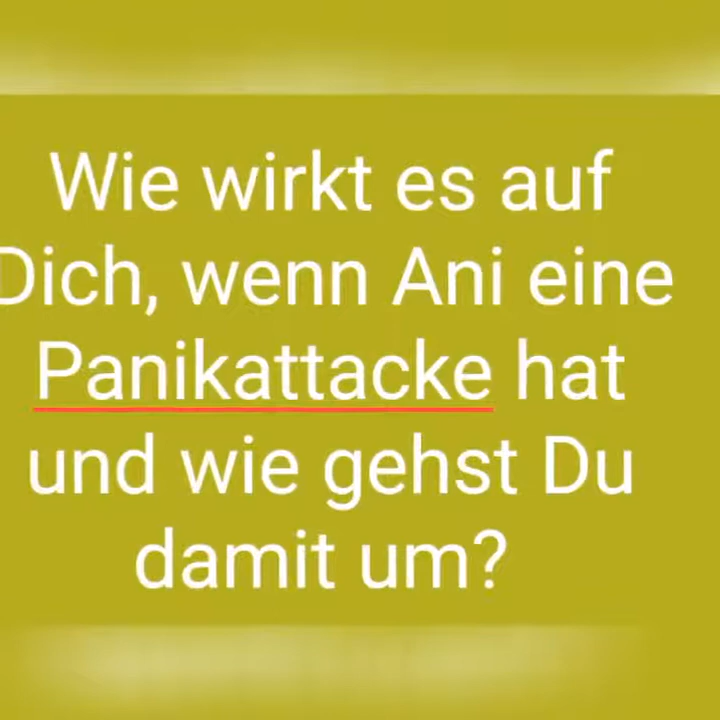 Wie wirkt es auf
Dich, wenn Ani eine
Panikattacke hat
und wie gehst Du
damit um?